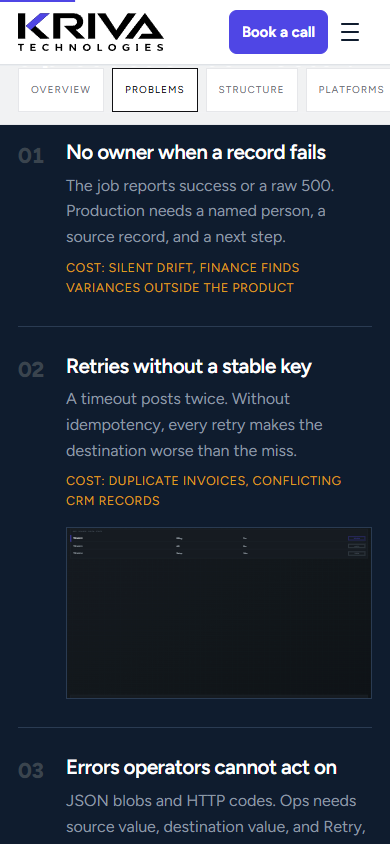 KRIVA
TECHNOLOGIES
Book a call
OVERVIEW
PROBLEMS
STRUCTURE
PLATFORMS
01
No owner when a record fails
The job reports success or a raw 500.
Production needs a named person, a
source record, and a next step.
COST: SILENT DRIFT, FINANCE FINDS
VARIANCES OUTSIDE THE PRODUCT
02
Retries without a stable key
A timeout posts twice. Without
idempotency, every retry makes the
destination worse than the miss.
COST: DUPLICATE INVOICES, CONFLICTING
CRM RECORDS
03
Errors operators cannot act on
JSON blobs and HTTP codes. Ops needs
source value, destination value, and Retry,